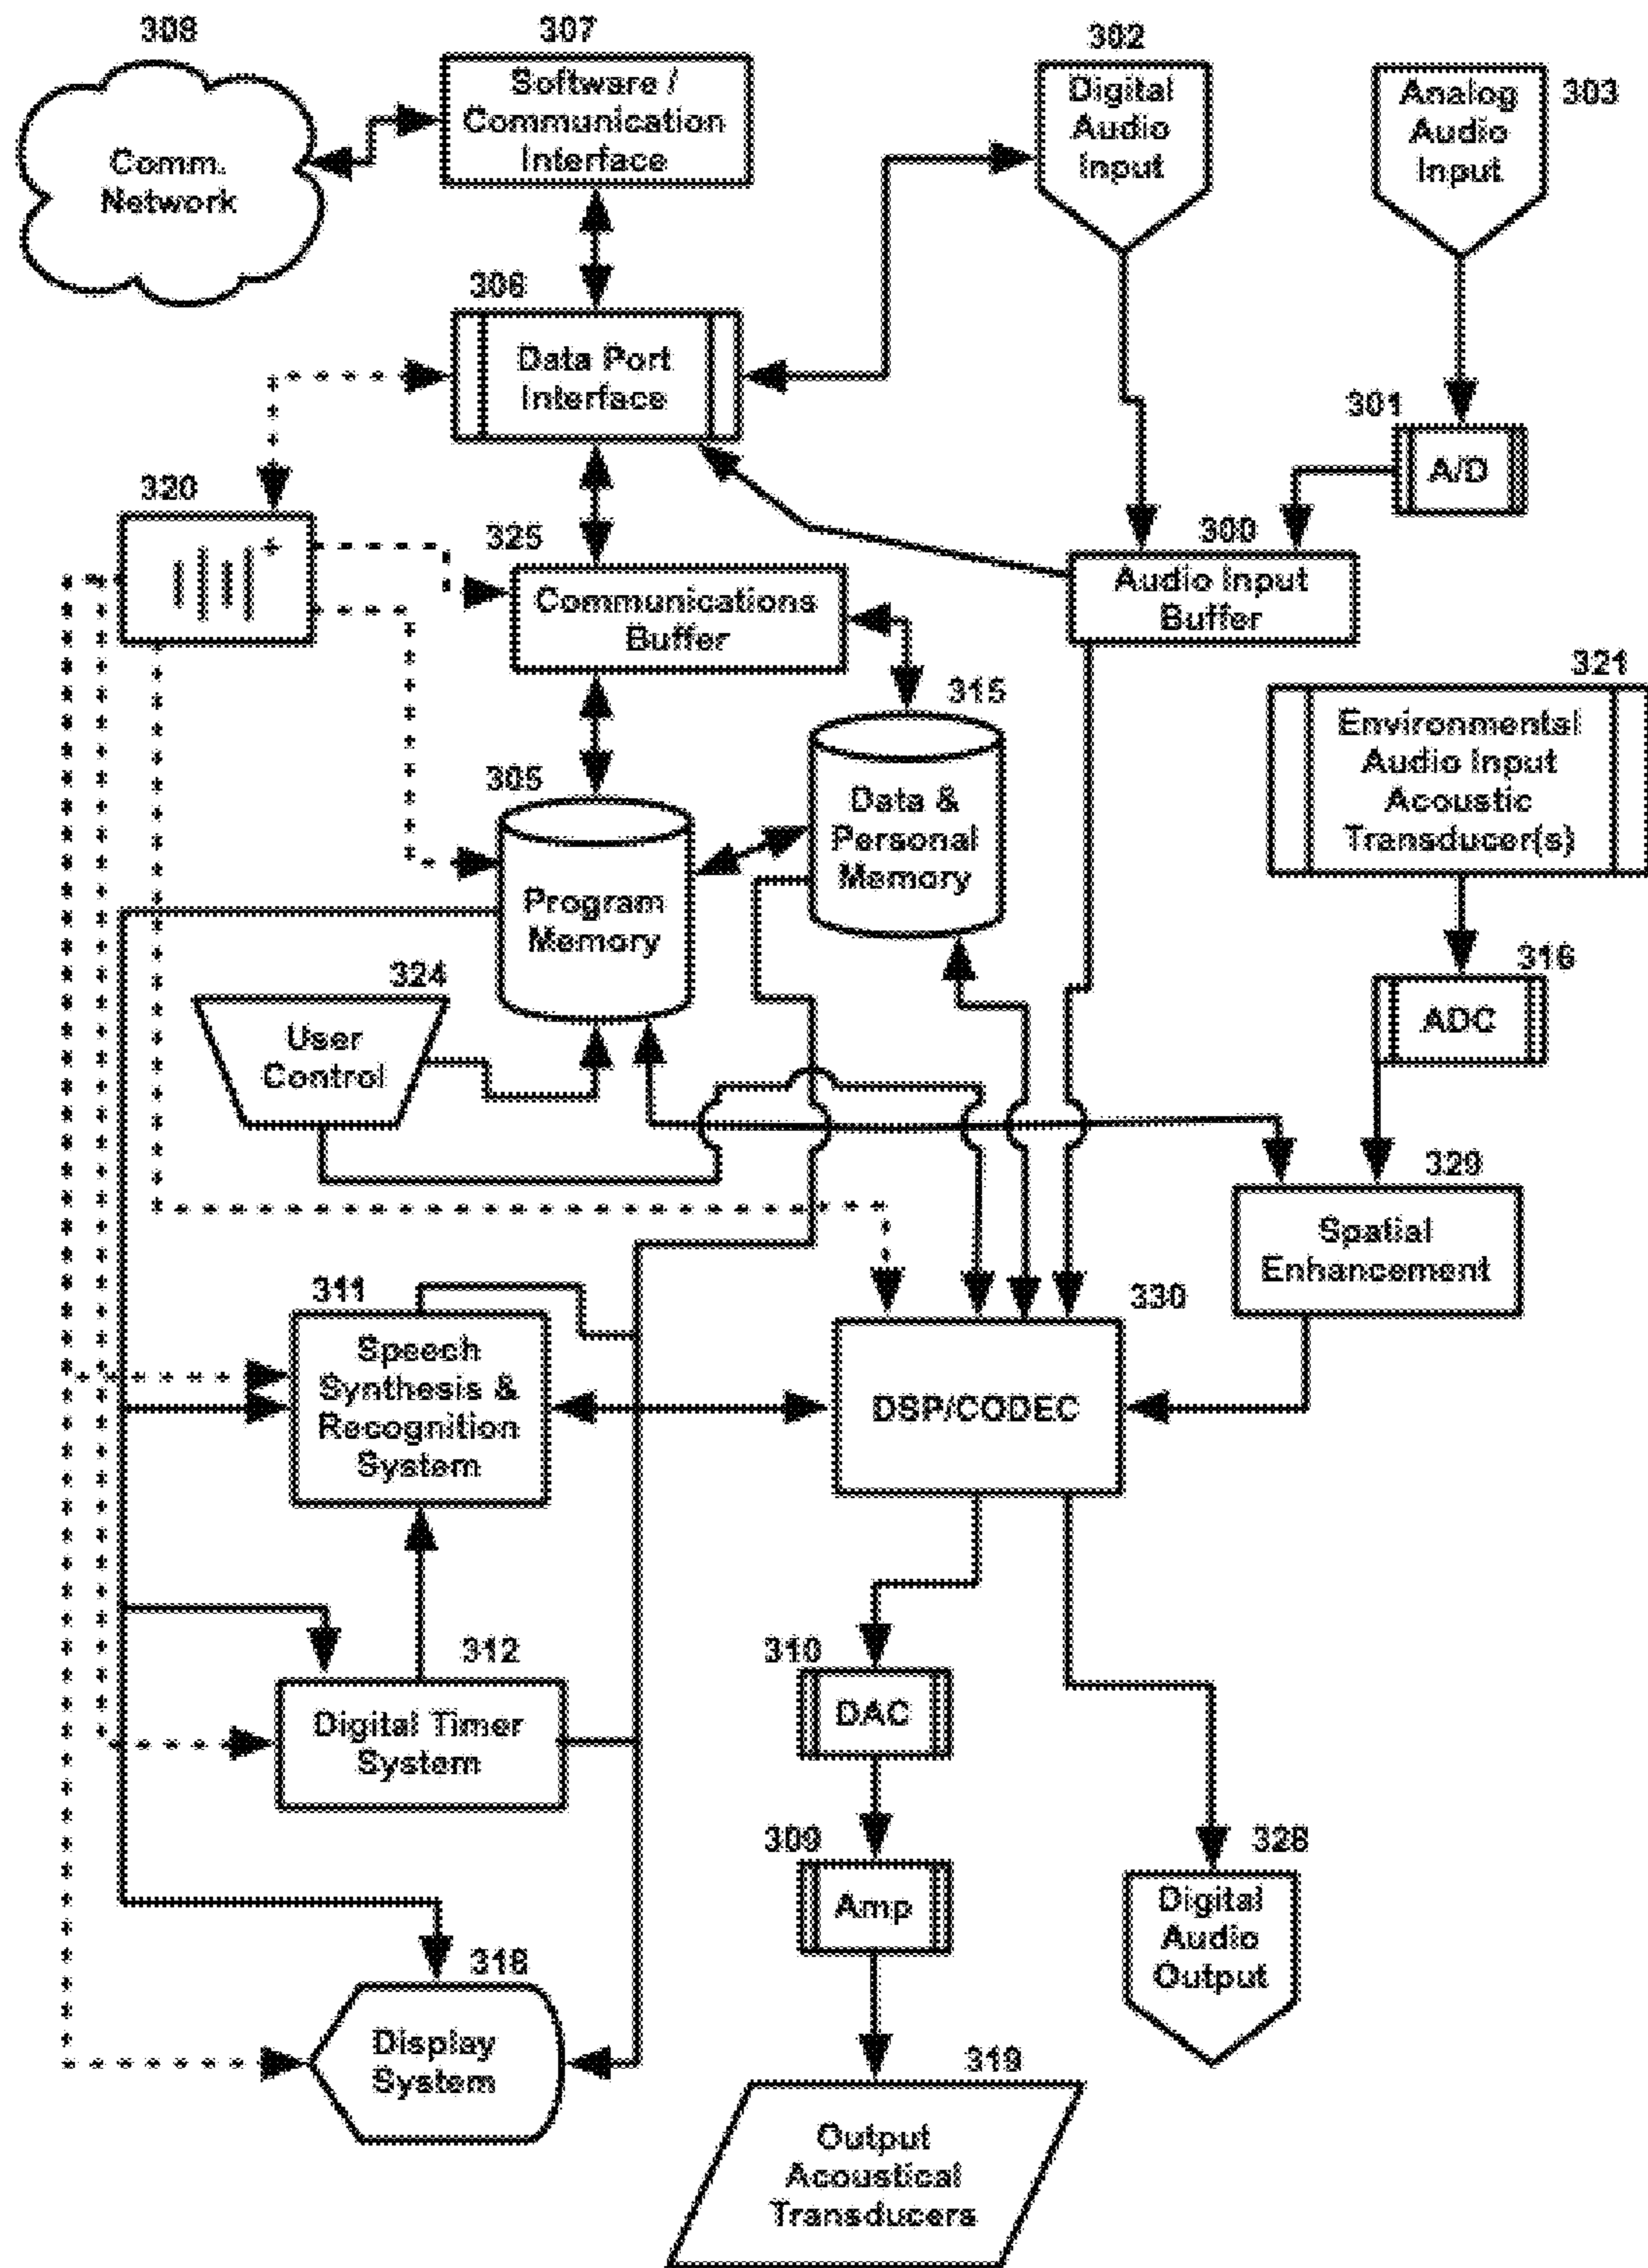 308
307
302
303
Comm.
Network
Software /
Communication
Interface
Digital
Audio
Input
Analog
Audio
Input
306
Data Port
Interface
301
A/D
320
+
325
Communications
Buffer
300
Audio Input
Buffer
321
Environmental
Audio Input
Acoustic
Transducer(s)
315
Data &
Personal
Memory
305
Program
Memory
324
User
Control
316
ADC
329
Spatial
Enhancement
311
Speech
Synthesis &
Recognition
System
330
DSP/CODEC
312
Digital Timer
System
310
DAC
309
Amp
328
Digital
Audio
Output
318
Display
System
319
Output
Acoustical
Transducers